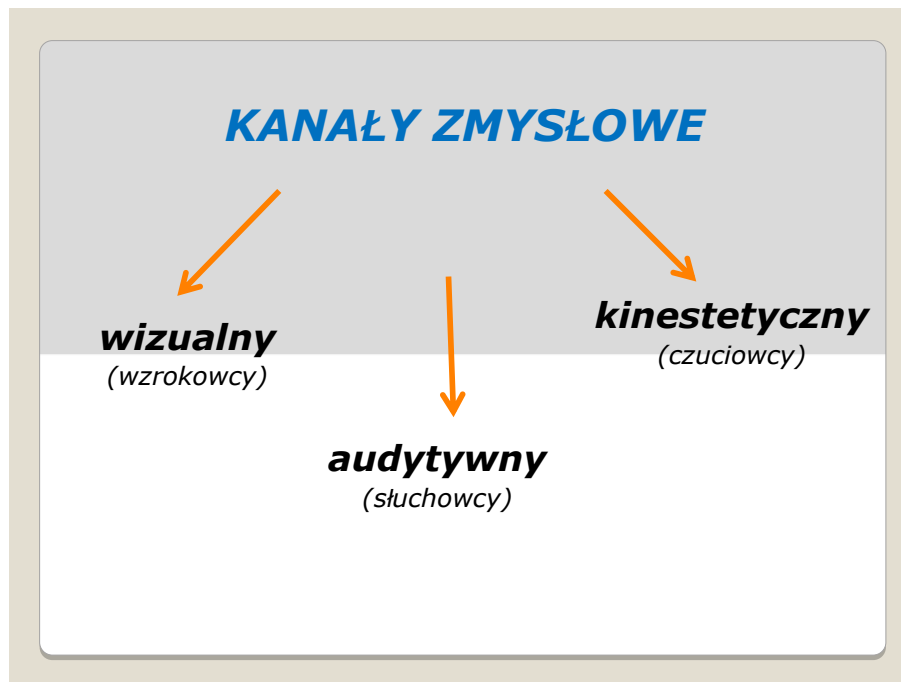 KANAŁY ZMYSŁOWE
wizualny
(wzrokowcy)
audytywny
(słuchowcy)
kinestetyczny
(czuciowcy)